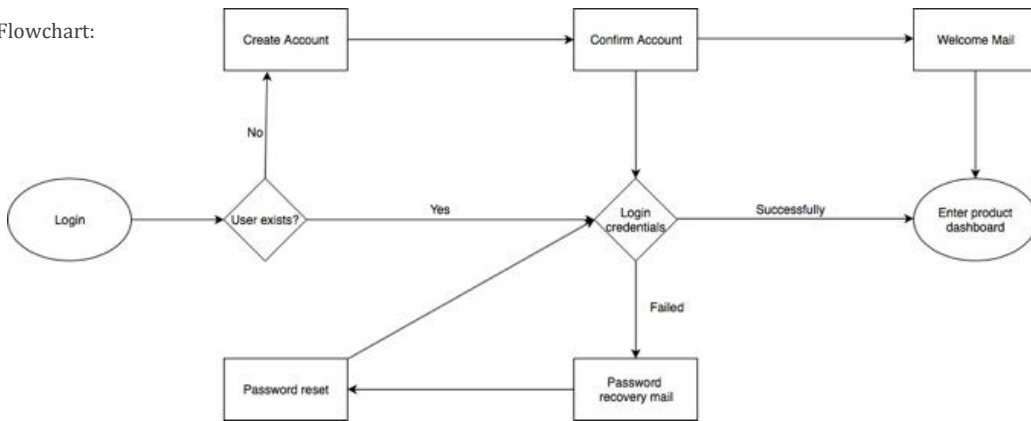 Flowchart:
Create Account
Confirm Account
Welcome Mail
No
Login
User exists?
Yes
Login
credentials
Successfully
Enter product
dashboard
Failed
Password reset
Password
recovery mail